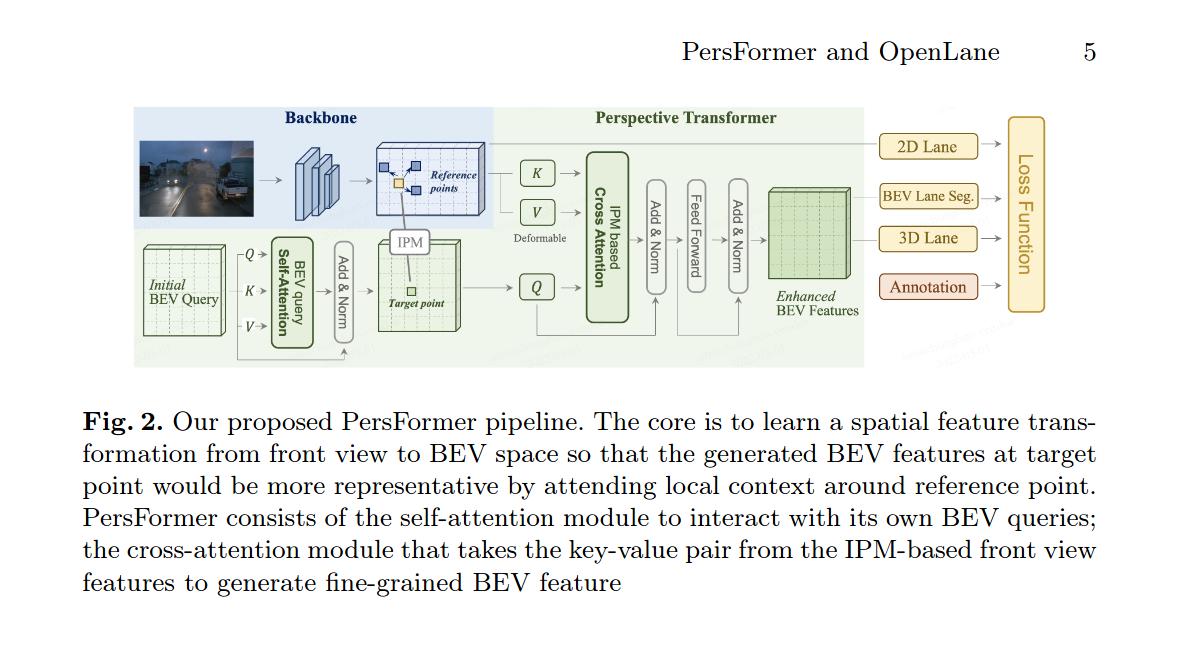 PersFormer and OpenLane 5
Backbone
Perspective Transformer
Reference
points
IPM
Initial
BEV Query
Q
K
V
BEV query
Self-Attention
Add & Norm
Target point
K
V
Deformable
Q
IPM based
Cross Attention
Add & Norm
Feed Forward
Add & Norm
Enhanced
BEV Features
2D Lane
BEV Lane Seg.
3D Lane
Annotation
Loss Function
Fig. 2. Our proposed PersFormer pipeline. The core is to learn a spatial feature trans-
formation from front view to BEV space so that the generated BEV features at target
point would be more representative by attending local context around reference point.
PersFormer consists of the self-attention module to interact with its own BEV queries;
the cross-attention module that takes the key-value pair from the IPM-based front view
features to generate fine-grained BEV feature